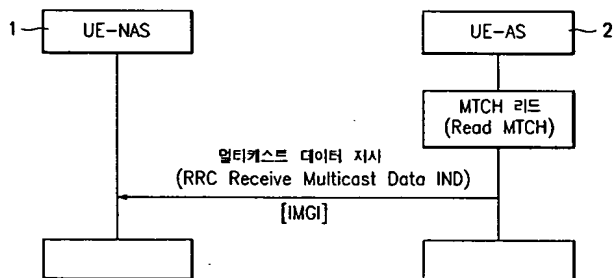 1
UE-NAS
UE-AS
2
MTCH 리드
(Read MTCH)
멀티캐스트 데이터 지시
(RRC Receive Multicast Data IND)
[IMGI]